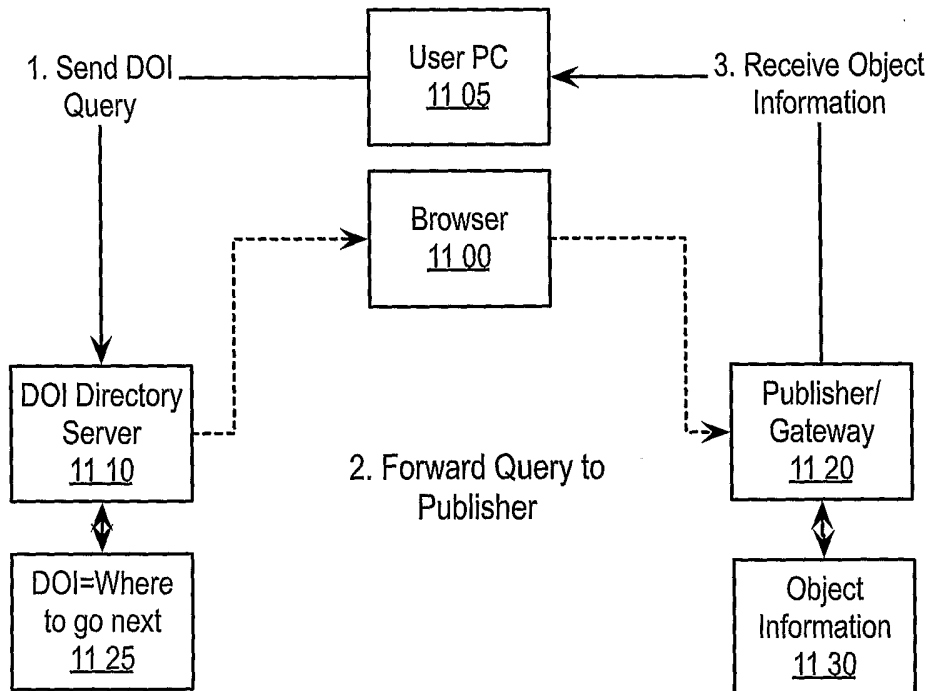 1. Send DOI
Query
User PC
11 05
3. Receive Object
Information
Browser
11 00
DOI Directory
Server
11 10
2. Forward Query to
Publisher
Publisher/
Gateway
11 20
DOI=Where
to go next
11 25
Object
Information
11 30